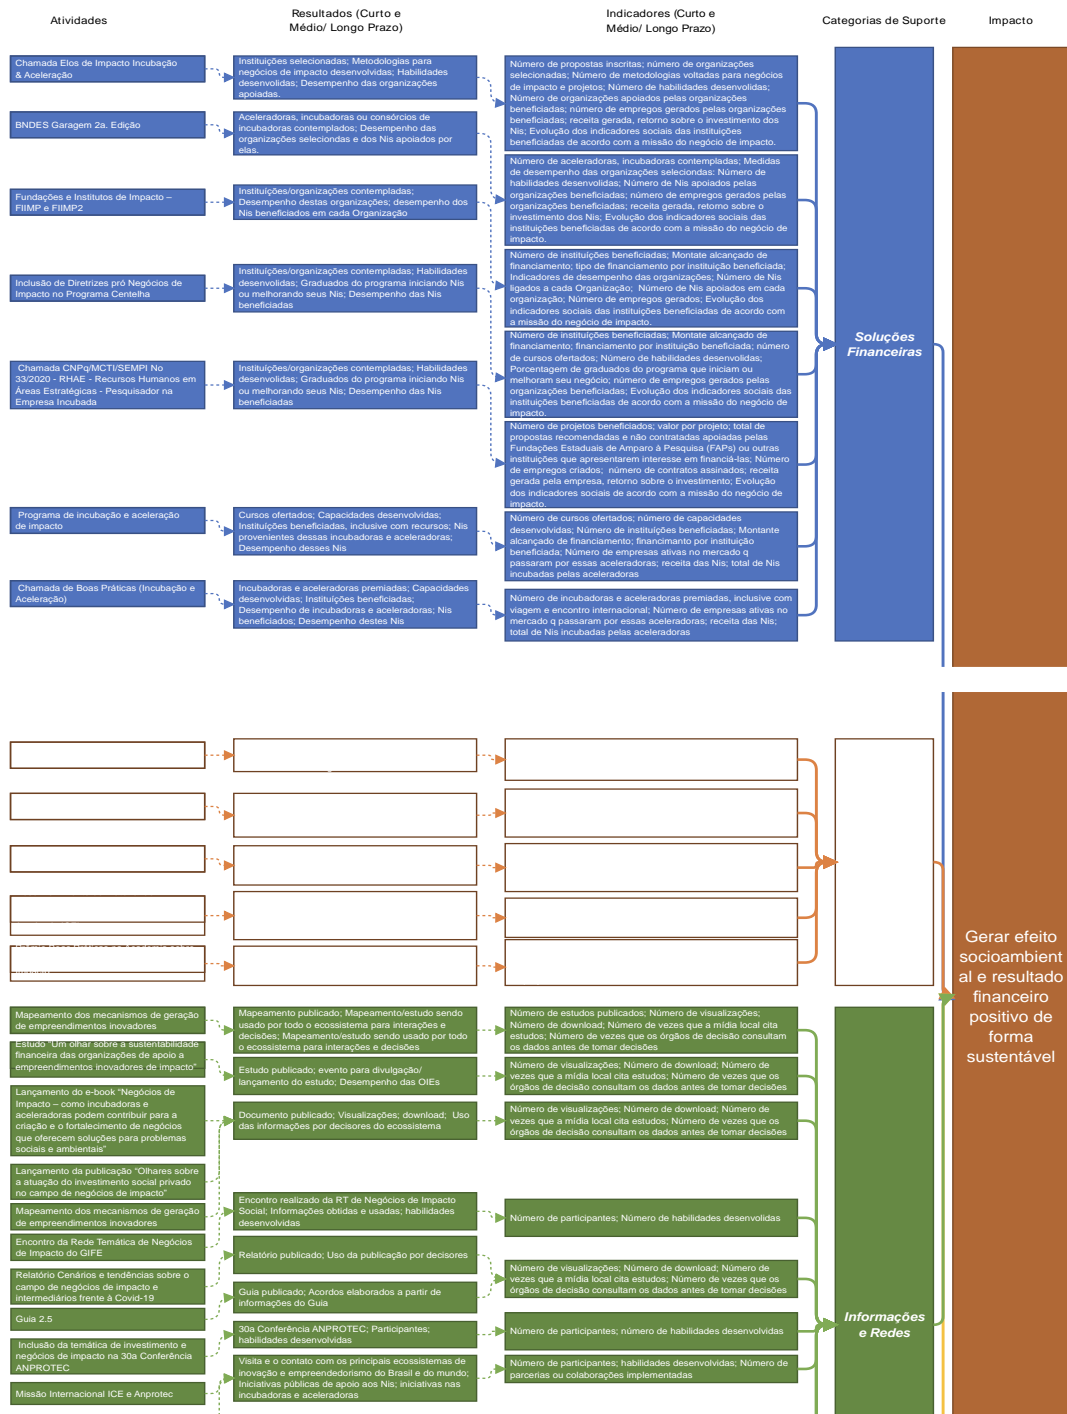 Atividades
Resultados (Curto e
Médio/ Longo Prazo)
Indicadores (Curto e
Médio/ Longo Prazo)
Categorias de Suporte
Impacto
Chamada Elos de Impacto Incubação
& Aceleração
Instituições selecionadas; Metodologias para
negócios de impacto desenvolvidas; Habilidades
desenvolidas; Desempenho das organizações
apoiadas.
Número de propostas inscritas; número de organizações
selecionadas; Número de metodologias voltadas para negócios
de impacto e projetos; Número de habilidades desenvolidas;
Número de organizações apoiados pelas organizações
beneficiadas; número de empregos gerados pelas organizações
beneficiadas; receita gerada, retorno sobre o investimento dos
Nis; Evolução dos indicadores sociais das instituições
beneficiadas de acordo com a missão do negócio de impacto.
BNDES Garagem 2a. Edição
Aceleradoras, incubadoras ou consórcios de
incubadoras contemplados; Desempenho das
organizações seleciondas e dos Nis apoiados por
elas.
Número de aceleradoras, incubadoras contempladas; Medidas
de desempenho das organizações seleciondas: Número de
habilidades desenvolidas; Número de Nis apoiados pelas
organizações beneficiadas; número de empregos gerados pelas
organizações beneficiadas; receita gerada, retorno sobre o
investimento dos Nis; Evolução dos indicadores sociais das
instituições beneficiadas de acordo com a missão do negócio de
impacto.
Fundações e Institutos de Impacto –
FIIMP e FIIMP2
Instituíções/organizações contempladas;
Desempenho destas organizações; desempenho dos
Nis beneficiados em cada Organização
Número de instituíções beneficiadas; Montate alcançado de
financiamento; tipo de financiamento por instituição beneficiada;
Indicadores de desempenho das organizações; Número de Nis
ligados a cada Organização;  Número de Nis apoiados em cada
organização; Número de empregos gerados; Evolução dos
indicadores sociais das instituições beneficiadas de acordo com
a missão do negócio de impacto.
Inclusão de Diretrizes pró Negócios de
Impacto no Programa Centelha
Instituíções/organizações contempladas; Habilidades
desenvolidas; Graduados do programa iniciando Nis
ou melhorando seus Nis; Desempenho das Nis
beneficiadas
Número de instituíções beneficiadas; Montate alcançado de
financiamento; financiamento por instituição beneficiada; número
de cursos ofertados; Número de habilidades desenvolidas;
Porcentagem de graduados do programa que iniciam ou
melhoram seu negócio; número de empregos gerados pelas
organizações beneficiadas; Evolução dos indicadores sociais das
instituições beneficiadas de acordo com a missão do negócio de
impacto.
Chamada CNPq/MCTI/SEMPI No
33/2020 - RHAE - Recursos Humanos em
Áreas Estratégicas - Pesquisador na
Empresa Incubada
Instituíções/organizações contempladas; Habilidades
desenvolidas; Graduados do programa iniciando Nis
ou melhorando seus Nis; Desempenho das Nis
beneficiadas
Número de projetos beneficiados; valor por projeto; total de
propostas recomendadas e não contratadas apoiadas pelas
Fundações Estaduais de Amparo à Pesquisa (FAPs) ou outras
instituições que apresentarem interesse em financiá-las; Número
de empregos criados;  número de contratos assinados; receita
gerada pela empresa, retorno sobre o investimento; Evolução
dos indicadores sociais de acordo com a missão do negócio de
impacto.
Programa de incubação e aceleração
de impacto
Cursos ofertados; Capacidades desenvolvidas;
Instituíções beneficiadas, inclusive com recursos; Nis
provenientes dessas incubadoras e aceleradoras;
Desempenho desses Nis
Número de cursos ofertados; número de capacidades
desenvolvidas; Número de instituíções beneficiadas; Montante
alcançado de financiamento; financimanto por instituição
beneficiada; Número de empresas ativas no mercado q
passaram por essas aceleradoras; receita das Nis; total de Nis
incubadas pelas aceleradoras
Chamada de Boas Práticas (Incubação e
Aceleração)
Incubadoras e aceleradoras premiadas; Capacidades
desenvolvidas; Instituíções beneficiadas;
Desempenho de incubadoras e aceleradoras; Nis
beneficiados; Desempenho destes Nis
Número de incubadoras e aceleradoras premiadas, inclusive com
viagem e encontro internacional; Número de empresas ativas no
mercado q passaram por essas aceleradoras; receita das Nis;
total de Nis incubadas pelas aceleradoras
Soluções
Financeiras
Gerar efeito
socioambient
al e resultado
financeiro
positivo de
forma
sustentável
Mapeamento dos mecanismos de geração
de empreendimentos inovadores
Mapeamento publicado; Mapeamento/estudo sendo
usado por todo o ecossistema para interações e
decisões; Mapeamento/estudo sendo usado por todo
o ecossistema para interações e decisões
Número de estudos publicados; Número de visualizações;
Número de download; Número de vezes que a mídia local cita
estudos; Número de vezes que os órgãos de decisão consultam
os dados antes de tomar decisões
Estudo "Um olhar sobre a sustentabilidade
financeira das organizações de apoio a
empreendimentos inovadores de impacto"
Estudo publicado; evento para divulgação/
lançamento do estudo; Desempenho das OIEs
Número de visualizações; Número de download; Número de
vezes que a mídia local cita estudos; Número de vezes que os
órgãos de decisão consultam os dados antes de tomar decisões
Lançamento do e-book "Negócios de
Impacto – como incubadoras e
aceleradoras podem contribuir para a
criação e o fortalecimento de negócios
que oferecem soluções para problemas
sociais e ambientais"
Documento publicado; Visualizações; download;  Uso
das informações por decisores do ecossistema
Número de visualizações; Número de download; Número de
vezes que a mídia local cita estudos; Número de vezes que os
órgãos de decisão consultam os dados antes de tomar decisões
Lançamento da publicação "Olhares sobre
a atuação do investimento social privado
no campo de negócios de impacto"
Mapeamento dos mecanismos de geração
de empreendimentos inovadores
Encontro realizado da RT de Negócios de Impacto
Social; Informações obtidas e usadas; habilidades
desenvolvidas
Número de participantes; Número de habilidades desenvolidas
Encontro da Rede Temática de Negócios
de Impacto do GIFE
Relatório publicado; Uso da publicação por decisores
Número de visualizações; Número de download; Número de
vezes que a mídia local cita estudos; Número de vezes que os
órgãos de decisão consultam os dados antes de tomar decisões
Relatório Cenários e tendências sobre o
campo de negócios de impacto e
intermediários frente à Covid-19
Guia publicado; Acordos elaborados a partir de
informações do Guia
Guia 2.5
30a Conferência ANPROTEC; Participantes;
habilidades desenvolvidas
Número de participantes; número de habilidades desenvolvidas
Informações
e Redes
Inclusão da temática de investimento e
negócios de impacto na 30a Conferência
ANPROTEC
Visita e o contato com os principais ecossistemas de
inovação e empreendedorismo do Brasil e do mundo;
Iniciativas públicas de apoio aos Nis; iniciativas nas
incubadoras e aceleradoras
Número de participantes; habilidades desenvolvidas; Número de
parcerias ou colaborações implementadas
Missão Internacional ICE e Anprotec